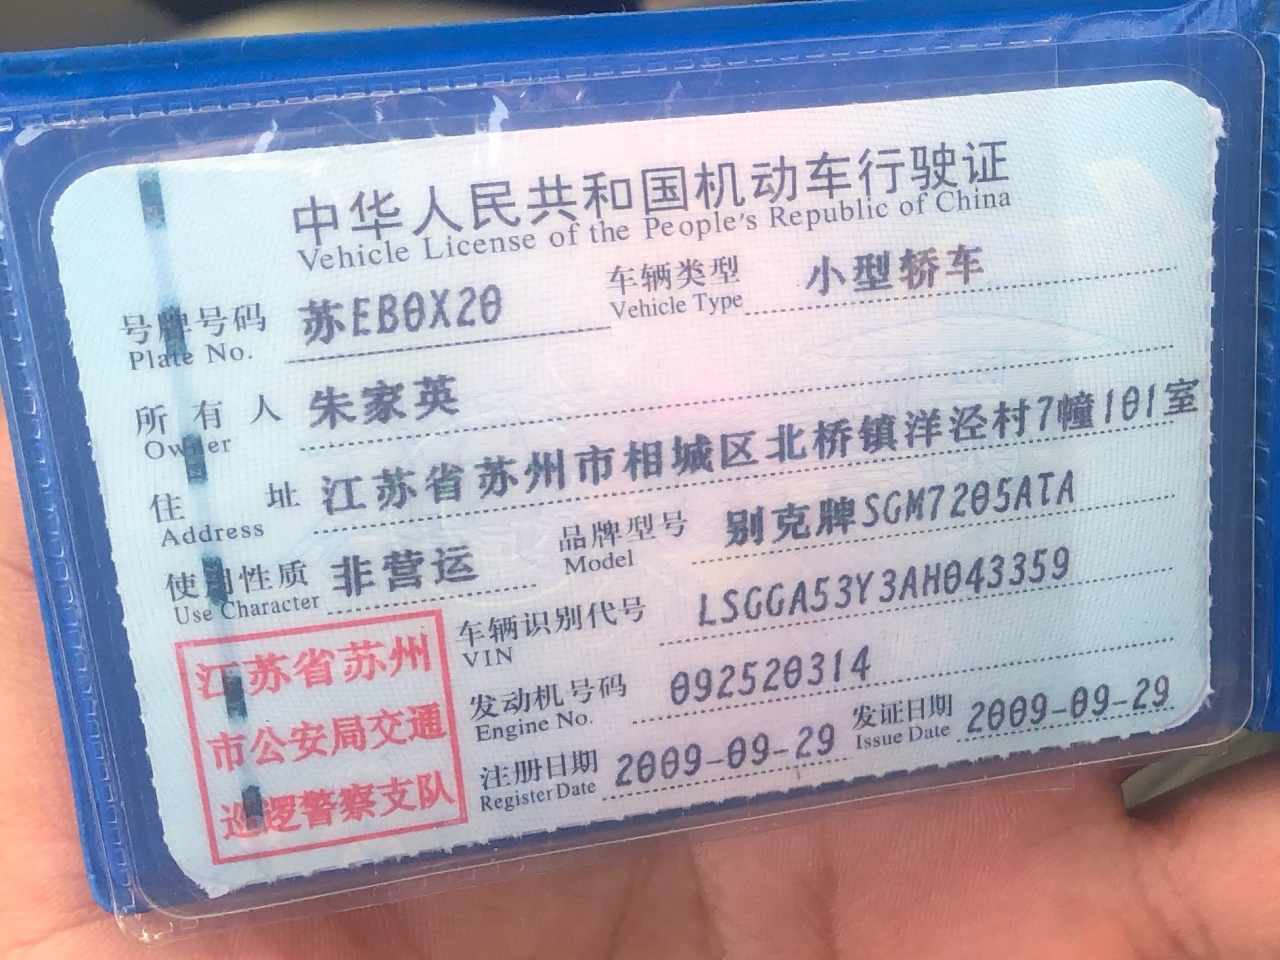 中华人民共和国机动车行驶证
Vehicle License of the People's Republic of China
号牌号码 苏EB0X20 车辆类型 小型轿车
Plate No. Vehicle Type
所有人 朱家英
Owner
住址 江苏省苏州市相城区北桥镇洋泾村7幢101室
Address
使用性质 非营运 品牌型号 别克牌SGM7205ATA
Use Character Model
车辆识别代号 LSGGA53Y3AH043359
VIN
发动机号码 092520314
Engine No.
注册日期 2009-09-29 发证日期 2009-09-29
Register Date Issue Date
江苏省苏州
市公安局交通
巡逻警察支队